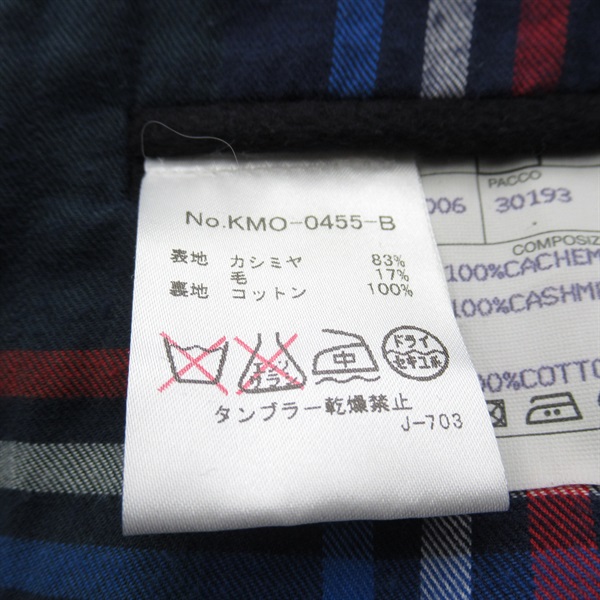 No.KMO-0455-B
表地 カシミヤ 83%
毛 17%
裏地 コットン 100%
エンソ
サラシ
中
ドライ
セキユ系
タンブラー乾燥禁止
J-703
PACCO
006 30193
COMPOSIZ
100%CACHEM
100%CASHM
00%COTTO